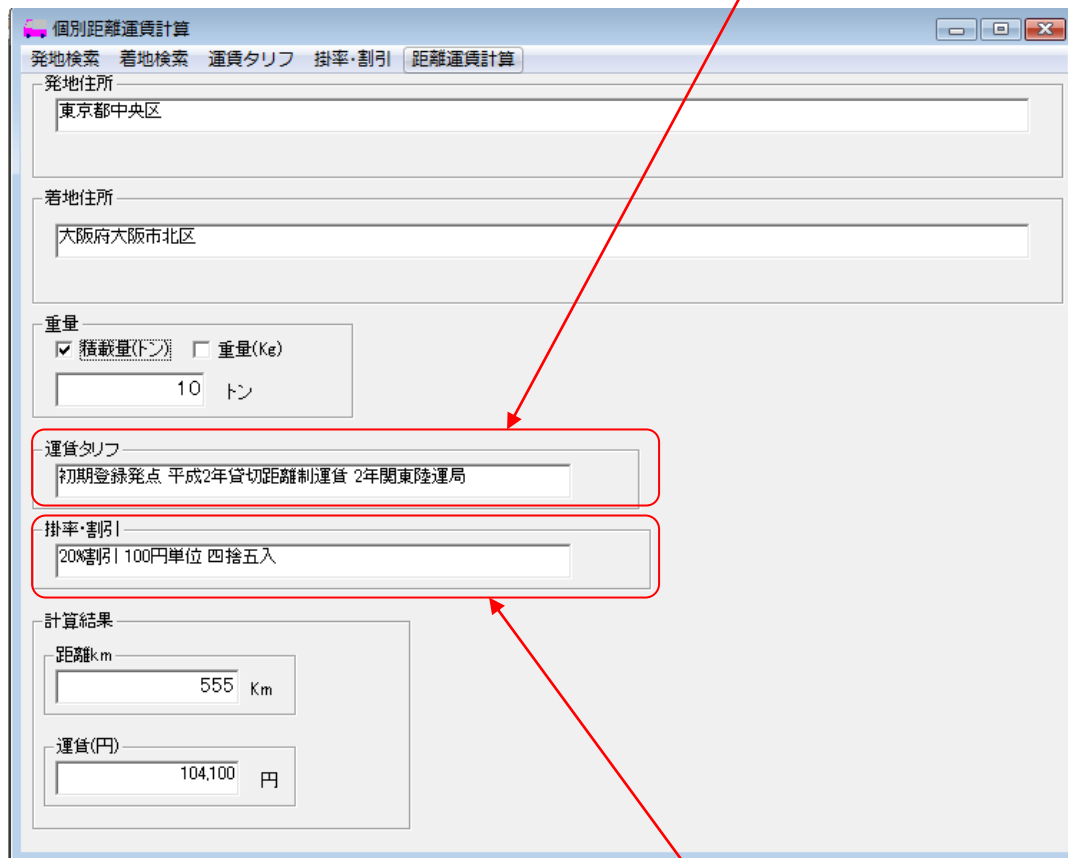 個別距離運賃計算
発地検索 着地検索 運賃タリフ 掛率・割引 距離運賃計算
発地住所
東京都中央区
着地住所
大阪府大阪市北区
重量
積載量(トン) 重量(Kg)
10 トン
運賃タリフ
初期登録発点 平成2年貸切距離制運賃 2年関東陸運局
掛率・割引
20%割引 100円単位 四捨五入
計算結果
距離km
555 Km
運賃(円)
104,100 円